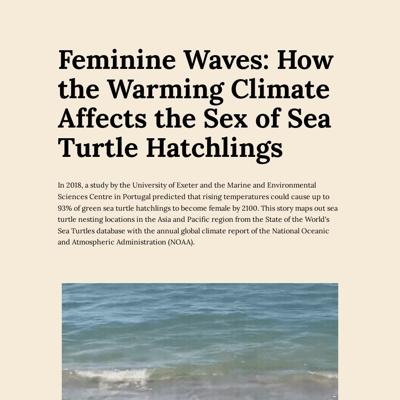 Feminine Waves: How
the Warming Climate
Affects the Sex of Sea
Turtle Hatchlings
In 2018, a study by the University of Exeter and the Marine and Environmental
Sciences Centre in Portugal predicted that rising temperatures could cause up to
93% of green sea turtle hatchlings to become female by 2100. This story maps out sea
turtle nesting locations in the Asia and Pacific region from the State of the World's
Sea Turtles database with the annual global climate report of the National Oceanic
and Atmospheric Administration (NOAA).